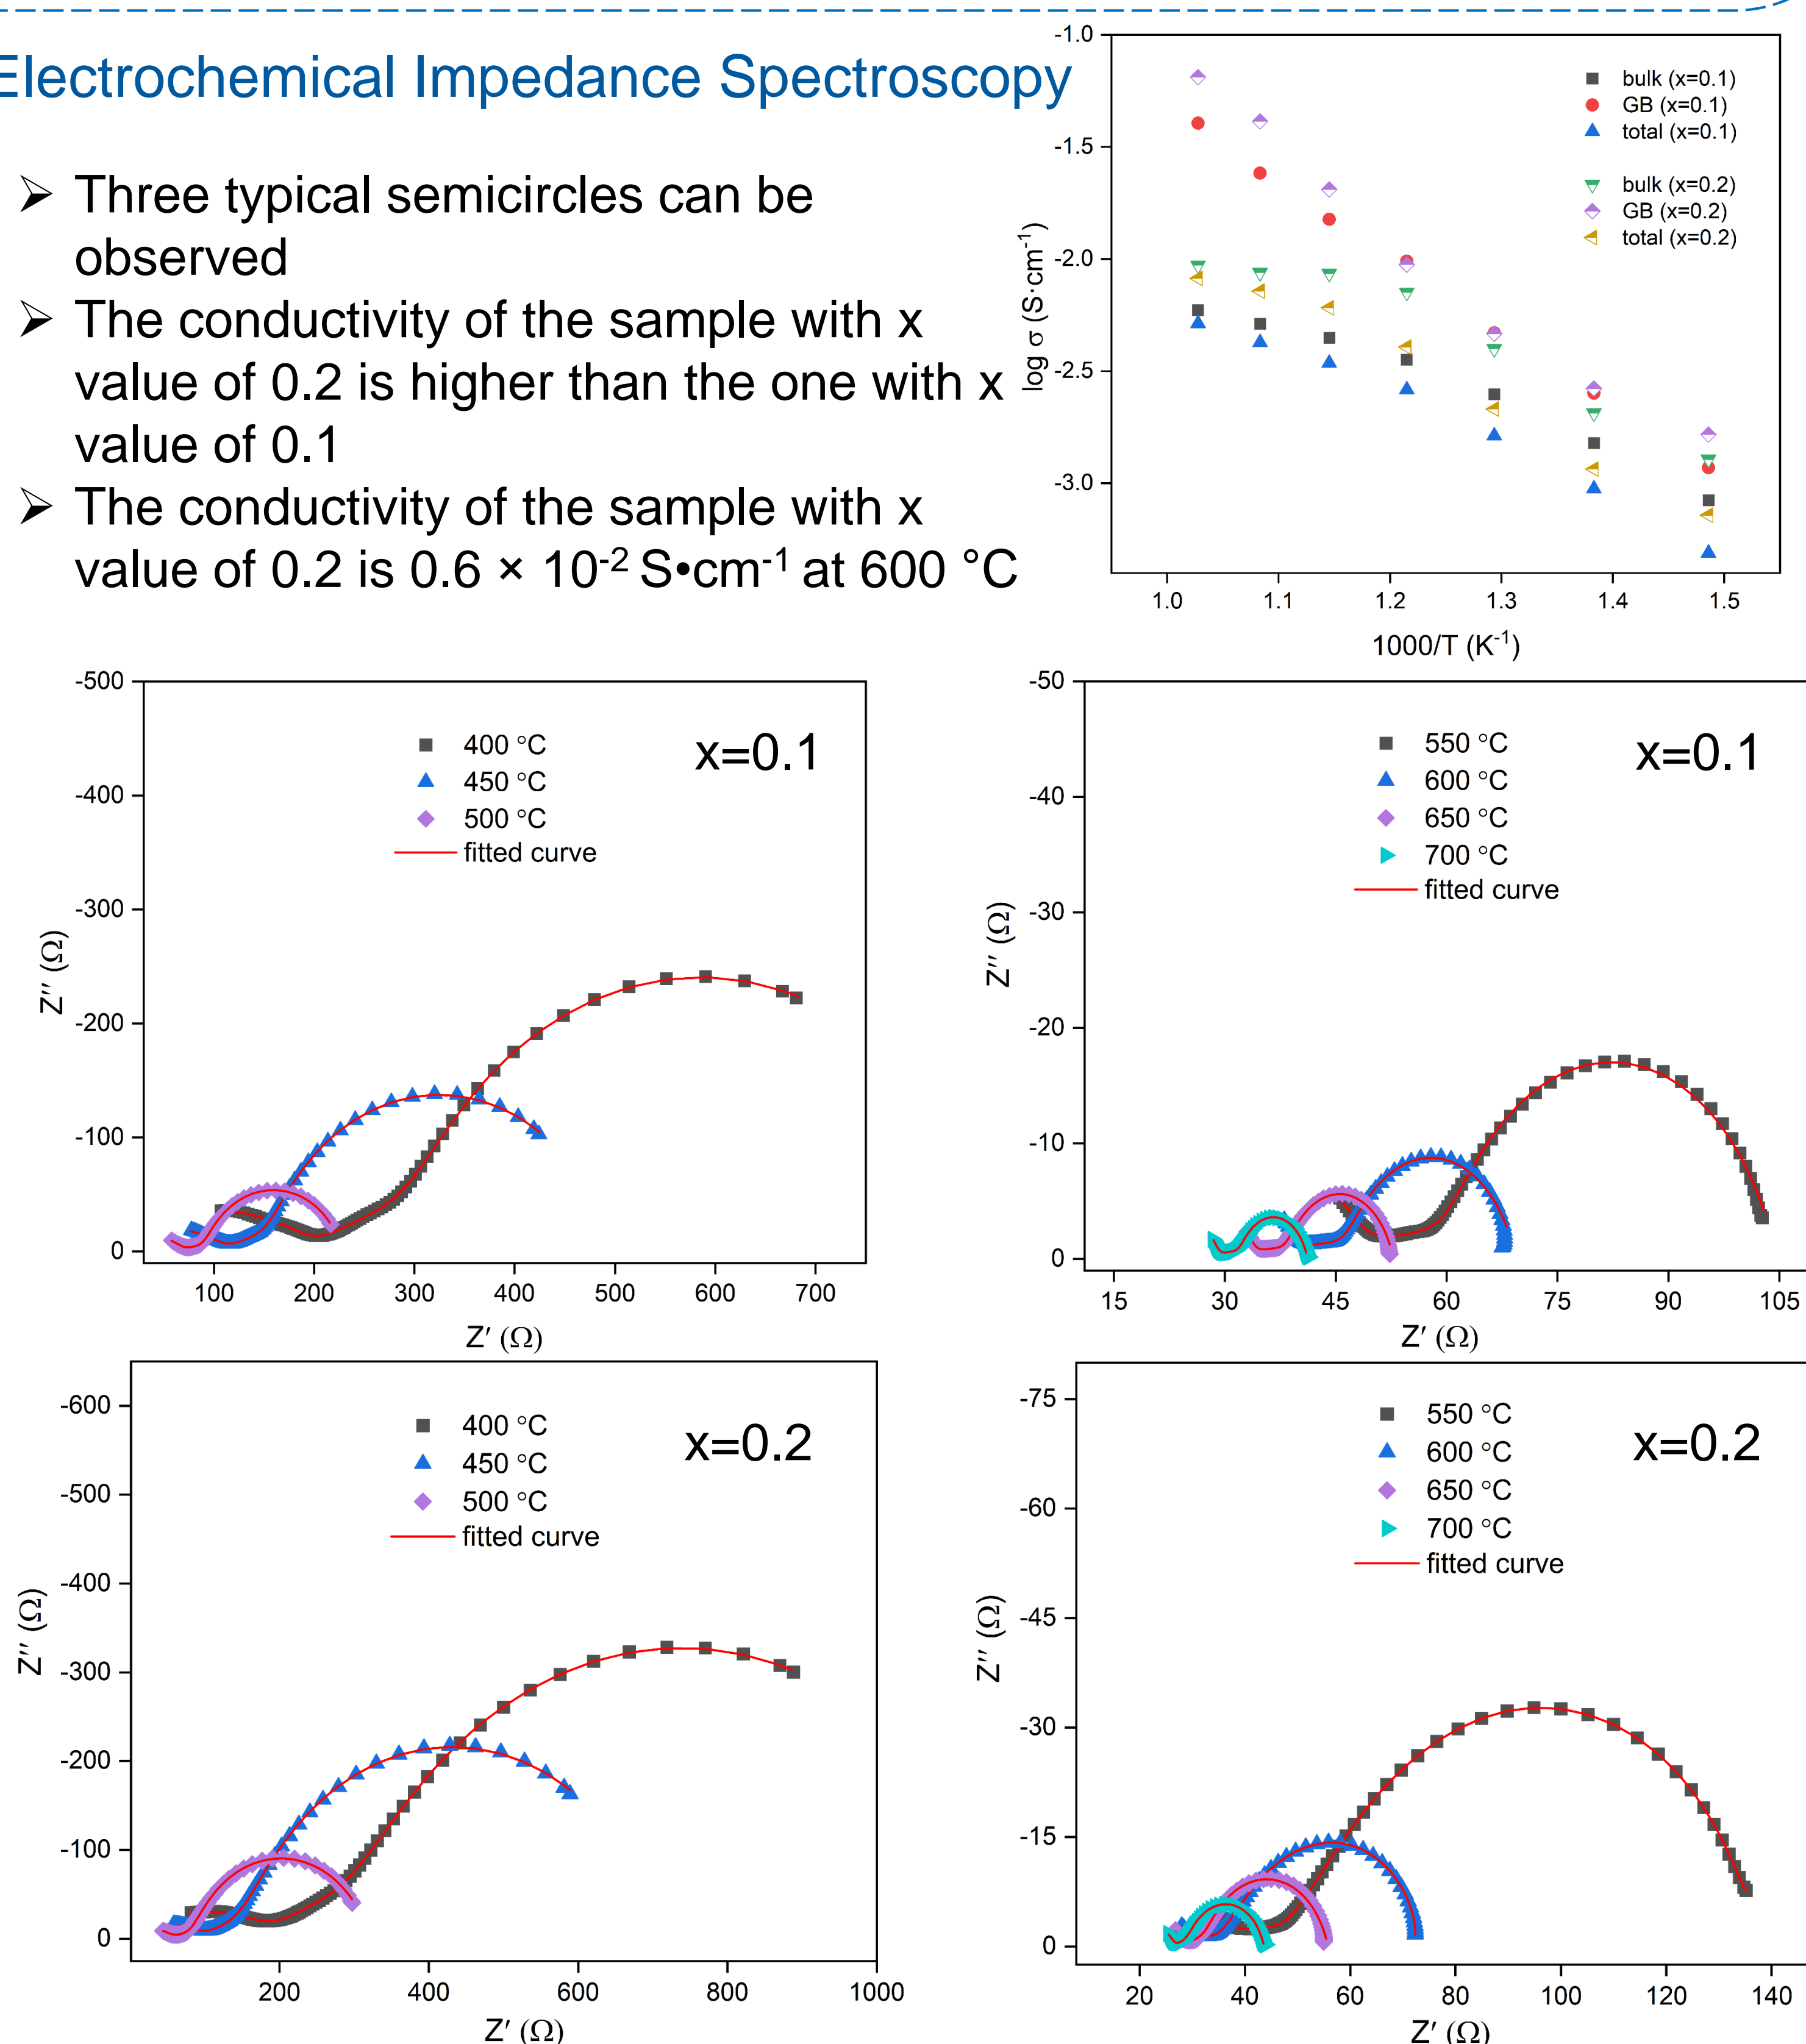 Electrochemical Impedance Spectroscopy
➢ Three typical semicircles can be
observed
➢ The conductivity of the sample with x
value of 0.2 is higher than the one with x
value of 0.1
➢ The conductivity of the sample with x
value of 0.2 is 0.6 × 10⁻² S•cm⁻¹ at 600 °C
-1.0
-1.5
-2.0
-2.5
-3.0
log σ (S·cm⁻¹)
bulk (x=0.1)
GB (x=0.1)
total (x=0.1)
bulk (x=0.2)
GB (x=0.2)
total (x=0.2)
1.0 1.1 1.2 1.3 1.4 1.5
1000/T (K⁻¹)
-500
-400
-300
-200
-100
0
Z′′ (Ω)
400 °C
450 °C
500 °C
fitted curve
x=0.1
100 200 300 400 500 600 700
Z′ (Ω)
-50
-40
-30
-20
-10
0
Z′′ (Ω)
550 °C
600 °C
650 °C
700 °C
fitted curve
x=0.1
15 30 45 60 75 90 105
Z′ (Ω)
-600
-500
-400
-300
-200
-100
0
Z′′ (Ω)
400 °C
450 °C
500 °C
fitted curve
x=0.2
200 400 600 800 1000
Z′ (Ω)
-75
-60
-45
-30
-15
0
Z′′ (Ω)
550 °C
600 °C
650 °C
700 °C
fitted curve
x=0.2
20 40 60 80 100 120 140
Z′ (Ω)